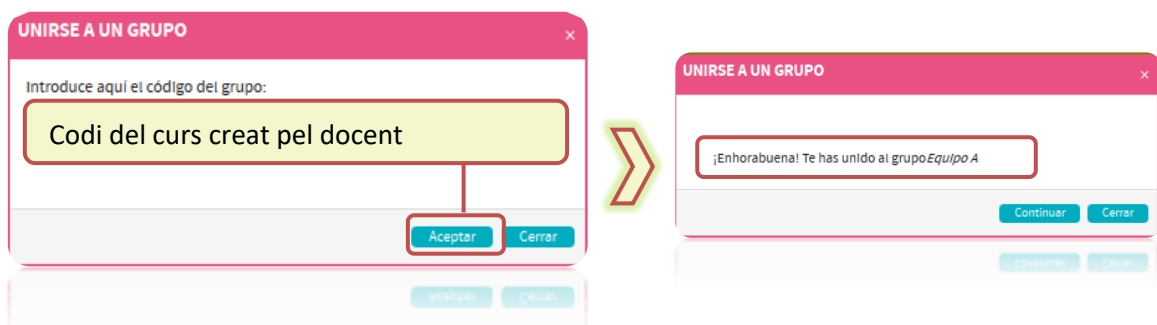 UNIRSE A UN GRUPO ×
Introduce aquí el código del grupo:
Codi del curs creat pel docent
Aceptar Cerrar
UNIRSE A UN GRUPO ×
¡Enhorabuena! Te has unido al grupo Equipo A
Continuar Cerrar